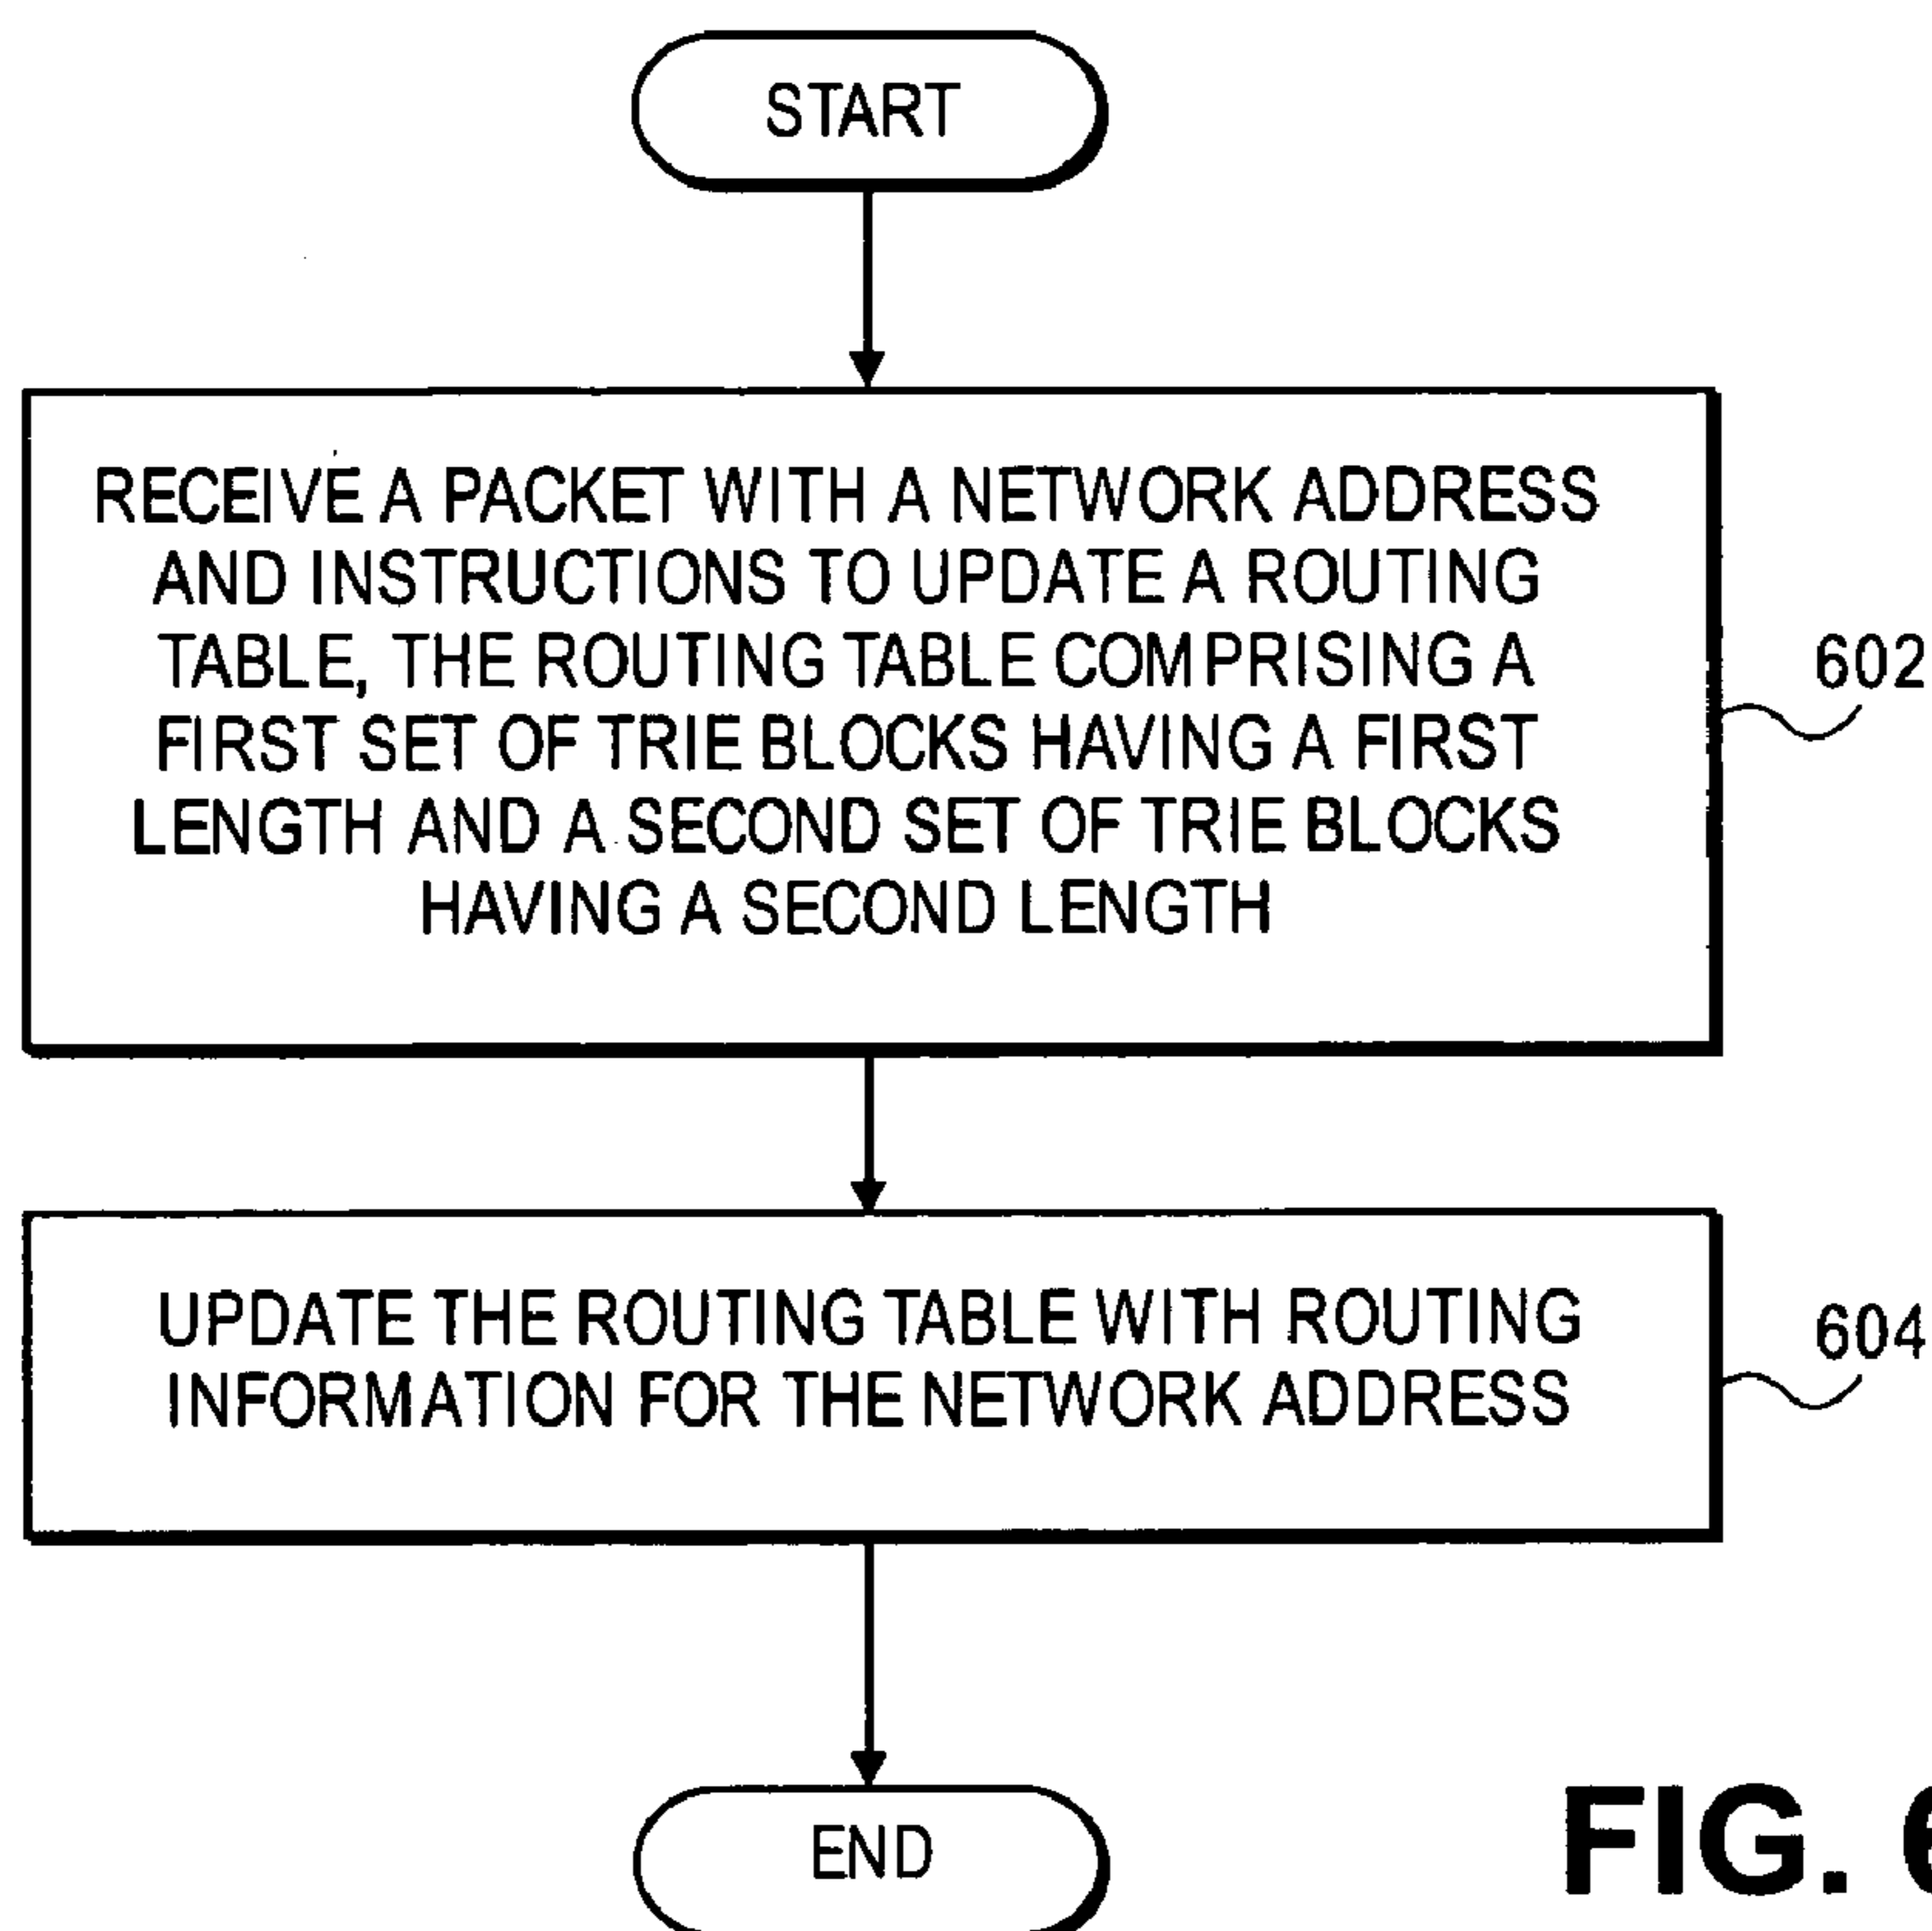 START
RECEIVE A PACKET WITH A NETWORK ADDRESS
AND INSTRUCTIONS TO UPDATE A ROUTING
TABLE, THE ROUTING TABLE COMPRISING A
FIRST SET OF TRIE BLOCKS HAVING A FIRST
LENGTH AND A SECOND SET OF TRIE BLOCKS
HAVING A SECOND LENGTH
602
UPDATE THE ROUTING TABLE WITH ROUTING
INFORMATION FOR THE NETWORK ADDRESS
604
END
FIG. 6